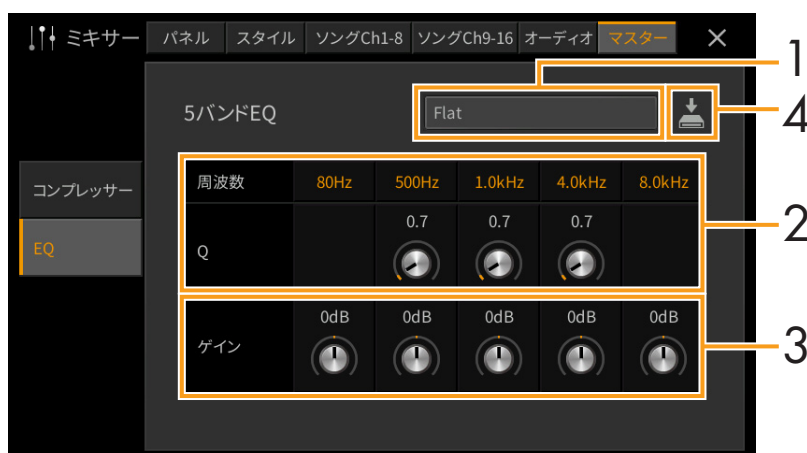 ミキサー パネル スタイル ソングCh1-8 ソングCh9-16 オーディオ マスター ×
1
5バンドEQ Flat
4
コンプレッサー
EQ
周波数 80Hz 500Hz 1.0kHz 4.0kHz 8.0kHz
0.7 0.7 0.7
Q
2
0dB 0dB 0dB 0dB 0dB
ゲイン
3